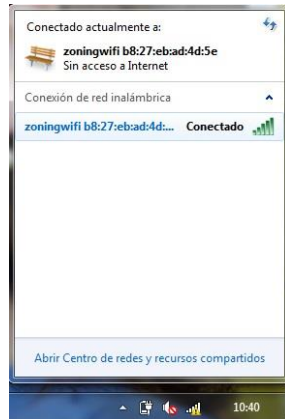 Conectado actualmente a:
zoningwifi b8:27:eb:ad:4d:5e
Sin acceso a Internet
Conexión de red inalámbrica
zoningwifi b8:27:eb:ad:4d:... Conectado
Abrir Centro de redes y recursos compartidos
10:40